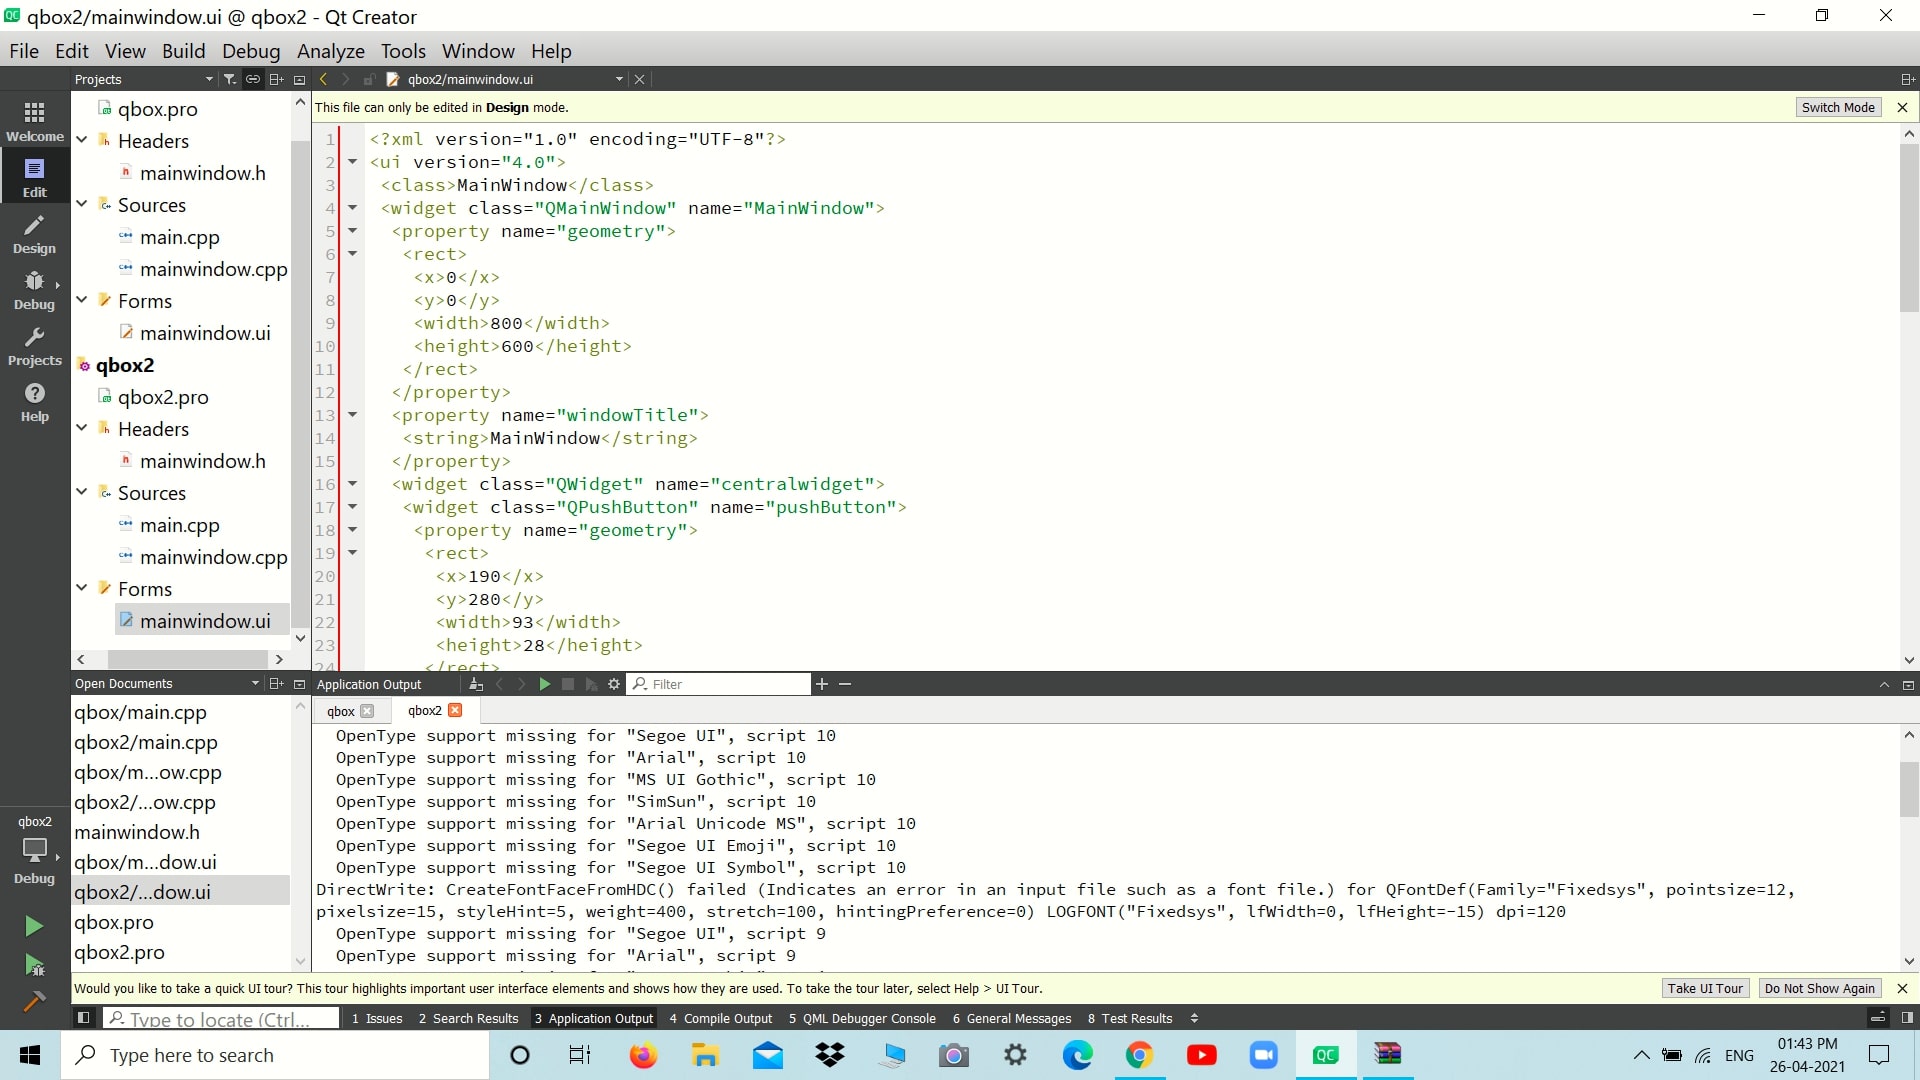 qbox2/mainwindow.ui @ qbox2 - Qt Creator
File Edit View Build Debug Analyze Tools Window Help
Projects
qbox2/mainwindow.ui
This file can only be edited in Design mode.
Switch Mode
Welcome
Edit
Design
Debug
Projects
Help
qbox.pro
Headers
mainwindow.h
Sources
main.cpp
mainwindow.cpp
Forms
mainwindow.ui
qbox2
qbox2.pro
Headers
mainwindow.h
Sources
main.cpp
mainwindow.cpp
Forms
mainwindow.ui
1 <?xml version="1.0" encoding="UTF-8"?>
2 <ui version="4.0">
3 <class>MainWindow</class>
4 <widget class="QMainWindow" name="MainWindow">
5 <property name="geometry">
6 <rect>
7 <x>0</x>
8 <y>0</y>
9 <width>800</width>
10 <height>600</height>
11 </rect>
12 </property>
13 <property name="windowTitle">
14 <string>MainWindow</string>
15 </property>
16 <widget class="QWidget" name="centralwidget">
17 <widget class="QPushButton" name="pushButton">
18 <property name="geometry">
19 <rect>
20 <x>190</x>
21 <y>280</y>
22 <width>93</width>
23 <height>28</height>
24 </rect>
Open Documents
qbox/main.cpp
qbox2/main.cpp
qbox/m...ow.cpp
qbox2/...ow.cpp
mainwindow.h
qbox/m...dow.ui
qbox2/...dow.ui
qbox.pro
qbox2.pro
qbox2
Debug
Application Output
Filter
qbox
qbox2
OpenType support missing for "Segoe UI", script 10
OpenType support missing for "Arial", script 10
OpenType support missing for "MS UI Gothic", script 10
OpenType support missing for "SimSun", script 10
OpenType support missing for "Arial Unicode MS", script 10
OpenType support missing for "Segoe UI Emoji", script 10
OpenType support missing for "Segoe UI Symbol", script 10
DirectWrite: CreateFontFaceFromHDC() failed (Indicates an error in an input file such as a font file.) for QFontDef(Family="Fixedsys", pointsize=12,
pixelsize=15, styleHint=5, weight=400, stretch=100, hintingPreference=0) LOGFONT("Fixedsys", lfWidth=0, lfHeight=-15) dpi=120
OpenType support missing for "Segoe UI", script 9
OpenType support missing for "Arial", script 9
Would you like to take a quick UI tour? This tour highlights important user interface elements and shows how they are used. To take the tour later, select Help > UI Tour.
Take UI Tour
Do Not Show Again
Type to locate (Ctrl...
1 Issues 2 Search Results 3 Application Output 4 Compile Output 5 QML Debugger Console 6 General Messages 8 Test Results
Type here to search
QC
ENG
01:43 PM
26-04-2021